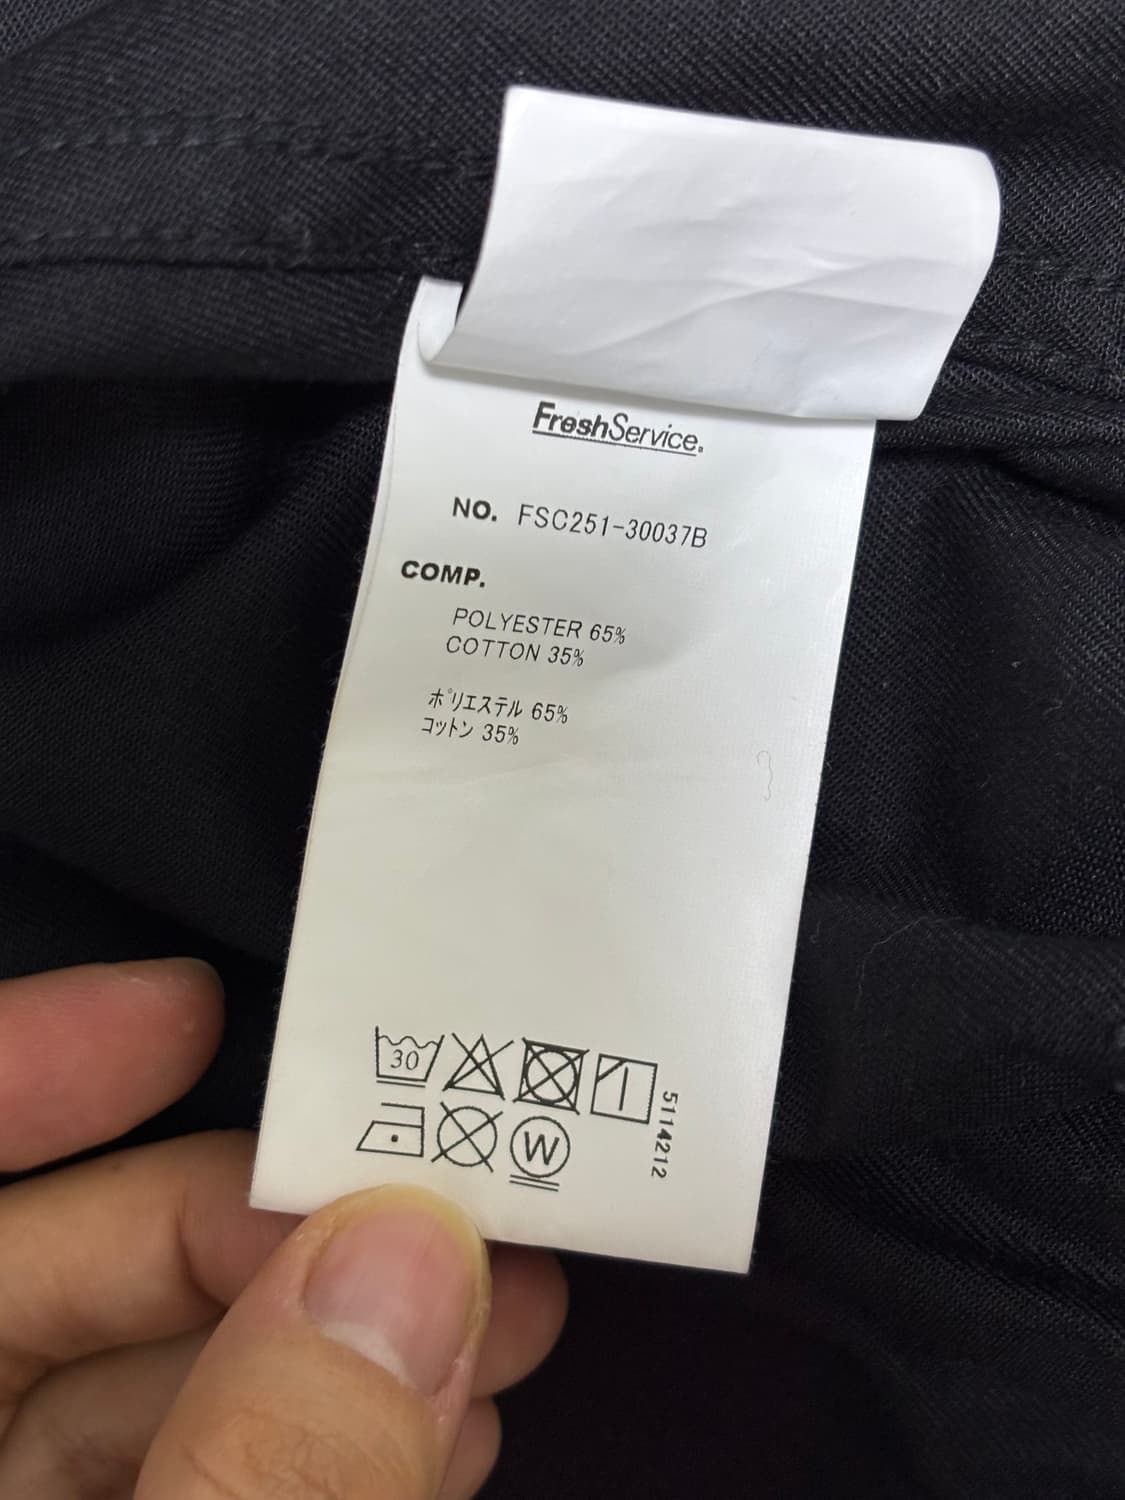 FreshService.
NO. FSC251-30037B
COMP.
POLYESTER 65%
COTTON 35%
ポリエステル 65%
コットン 35%
30
W
5114212